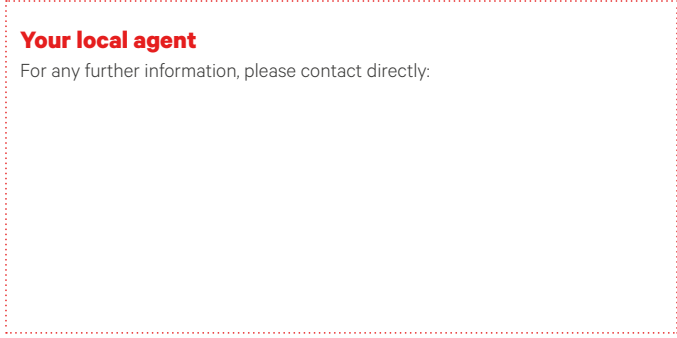 Your local agent
For any further information, please contact directly: